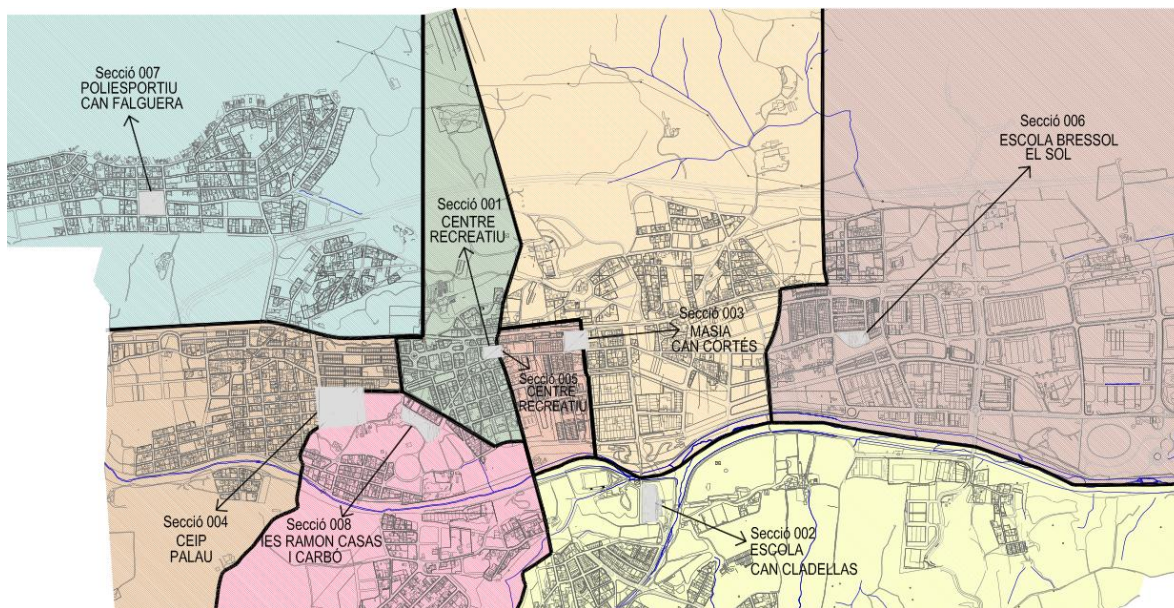 Secció 007
POLIESPORTIU
CAN FALGUERA
Secció 006
ESCOLA BRESSOL
EL SOL
Secció 001
CENTRE
RECREATIU
Secció 003
MASIA
CAN CORTÉS
Secció 005
CENTRE
RECREATIU
Secció 004
CEIP
PALAU
Secció 008
IES RAMON CASAS
I CARBÓ
Secció 002
ESCOLA
CAN CLADELLAS